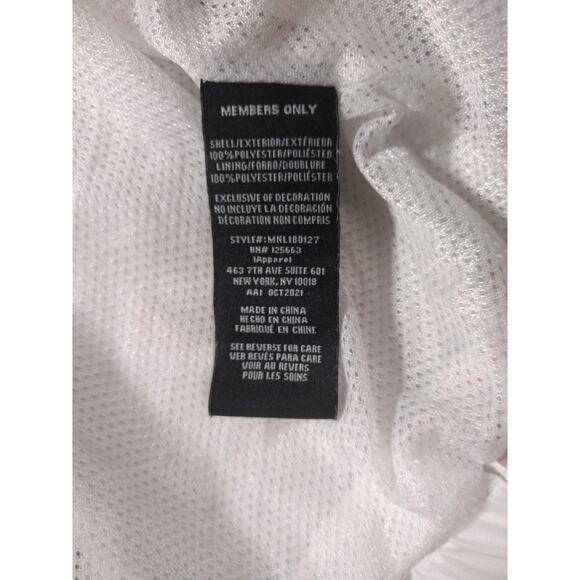 MEMBERS ONLY
SHELL/EXTERIOR/EXTÉRIEUR
100%POLYESTER/POLIÉSTER
LINING/FORRO/DOUBLURE
100%POLYESTER/POLIÉSTER
EXCLUSIVE OF DECORATION
NO INCLUYE LA DECORACIÓN
DÉCORATION NON COMPRIS
STYLE#:MNL180127
RN# 125663
1Apparel
463 7TH AVE SUITE 601
NEW YORK, NY 10018
AA1 OCT2021
MADE IN CHINA
HECHO EN CHINA
FABRIQUÉ EN CHINE
SEE REVERSE FOR CARE
VER REVÉS PARA CARE
VOIR AU REVERS
POUR LES SOINS